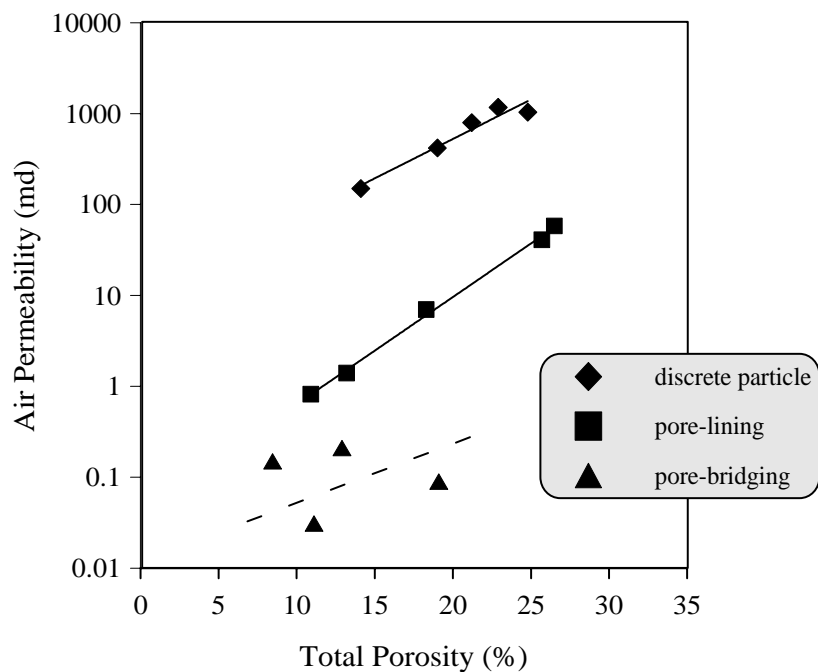 10000
1000
100
10
1
0.1
0.01
Air Permeability (md)
discrete particle
pore-lining
pore-bridging
0 5 10 15 20 25 30 35
Total Porosity (%)